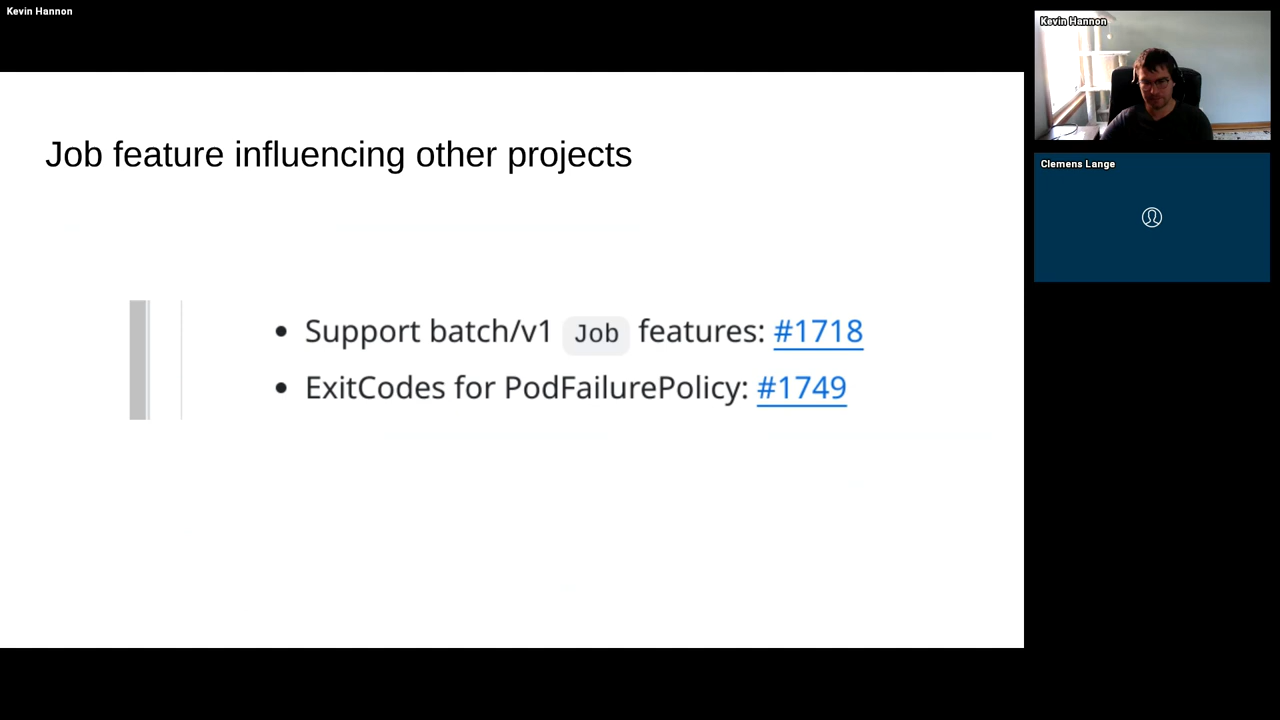 Kevin Hannon
Kevin Hannon
Clemens Lange
Job feature influencing other projects
• Support batch/v1 Job features: #1718
• ExitCodes for PodFailurePolicy: #1749